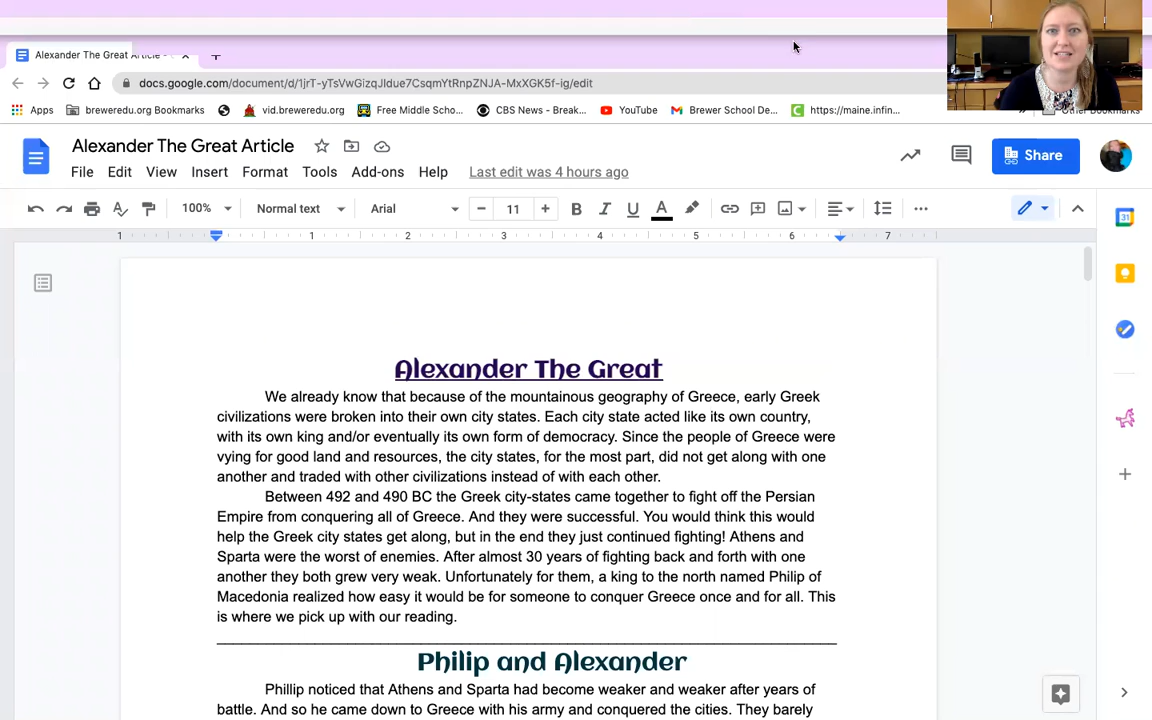 Alexander The Great Article -
docs.google.com/document/d/1jrT-yTsVwGizqJldue7CsqmYtRnpZNJA-MxXGK5f-ig/edit
Apps breweredu.org Bookmarks vid.breweredu.org Free Middle Scho... CBS News - Break... YouTube Brewer School De... https://maine.infin... » Other Bookmarks
Alexander The Great Article
Share
File Edit View Insert Format Tools Add-ons Help Last edit was 4 hours ago
100% Normal text Arial − 11 + B I U A
1 1 2 3 4 5 6 7
31
Alexander The Great
We already know that because of the mountainous geography of Greece, early Greek
civilizations were broken into their own city states. Each city state acted like its own country,
with its own king and/or eventually its own form of democracy. Since the people of Greece were
vying for good land and resources, the city states, for the most part, did not get along with one
another and traded with other civilizations instead of with each other.
Between 492 and 490 BC the Greek city-states came together to fight off the Persian
Empire from conquering all of Greece. And they were successful. You would think this would
help the Greek city states get along, but in the end they just continued fighting! Athens and
Sparta were the worst of enemies. After almost 30 years of fighting back and forth with one
another they both grew very weak. Unfortunately for them, a king to the north named Philip of
Macedonia realized how easy it would be for someone to conquer Greece once and for all. This
is where we pick up with our reading.
Philip and Alexander
Phillip noticed that Athens and Sparta had become weaker and weaker after years of
battle. And so he came down to Greece with his army and conquered the cities. They barely